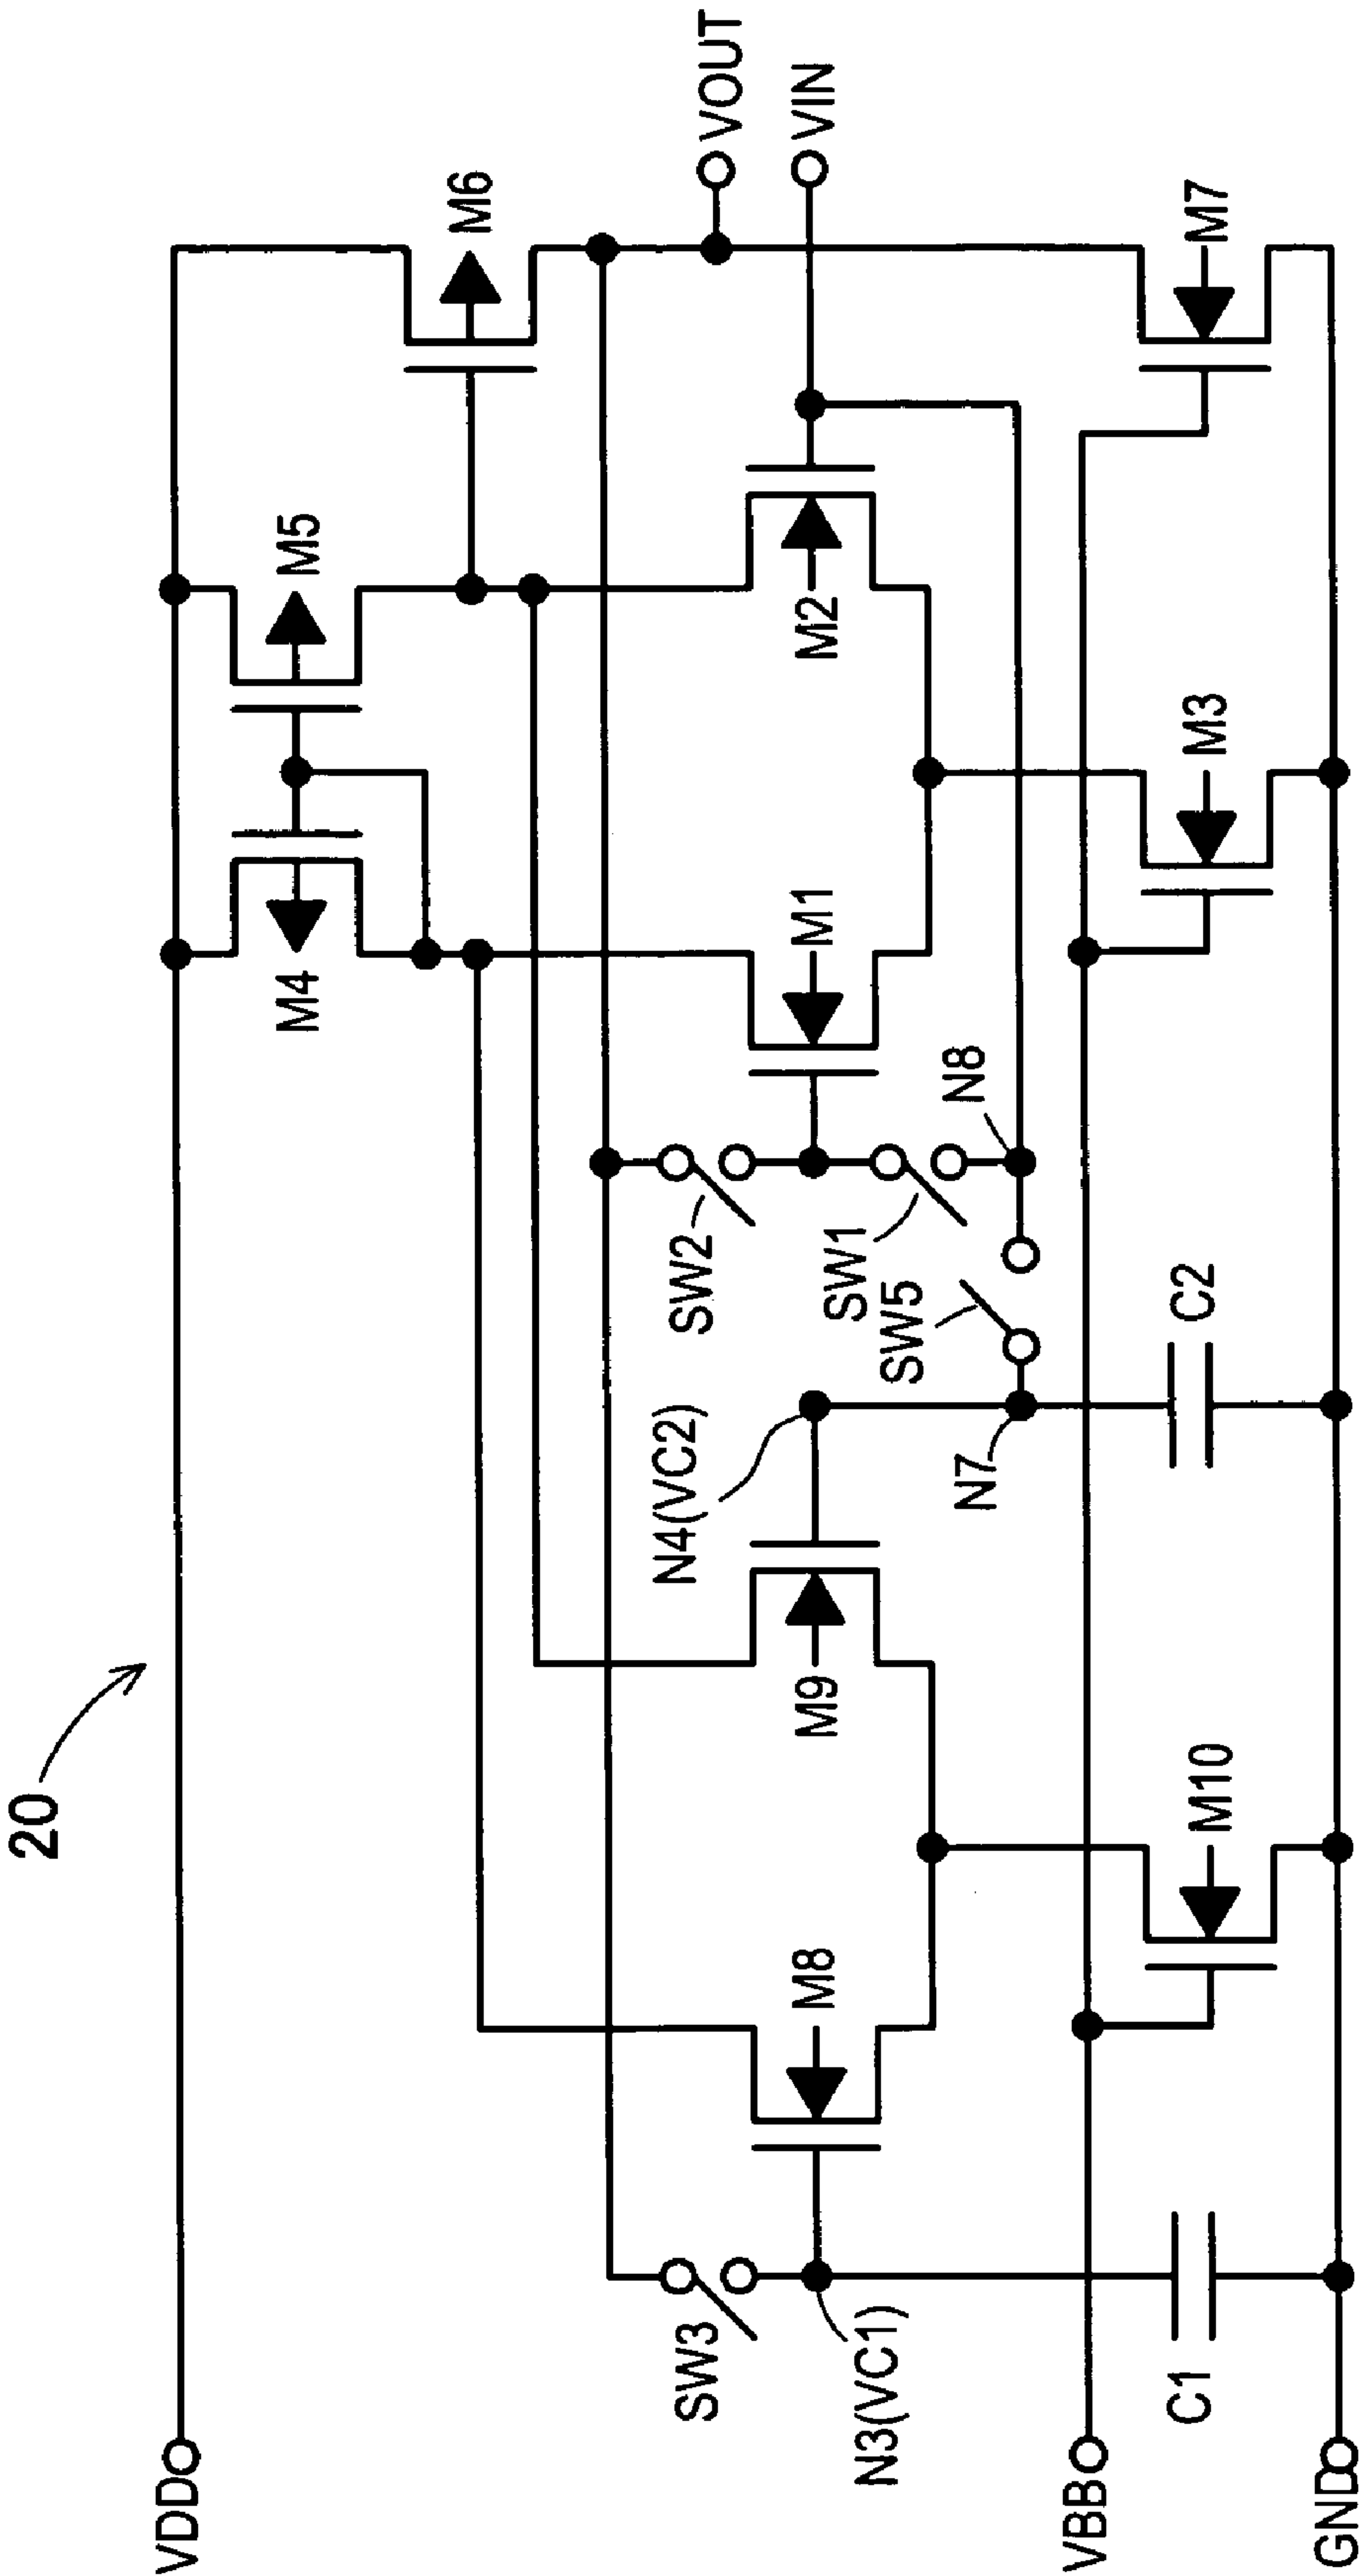 20
VDD
M4
M5
M6
VOUT
VIN
SW3
M8
M9
N4(VC2)
SW2
M1
M2
SW1
SW5
N8
N3(VC1)
N7
VBB
C1
M10
C2
M3
M7
GND